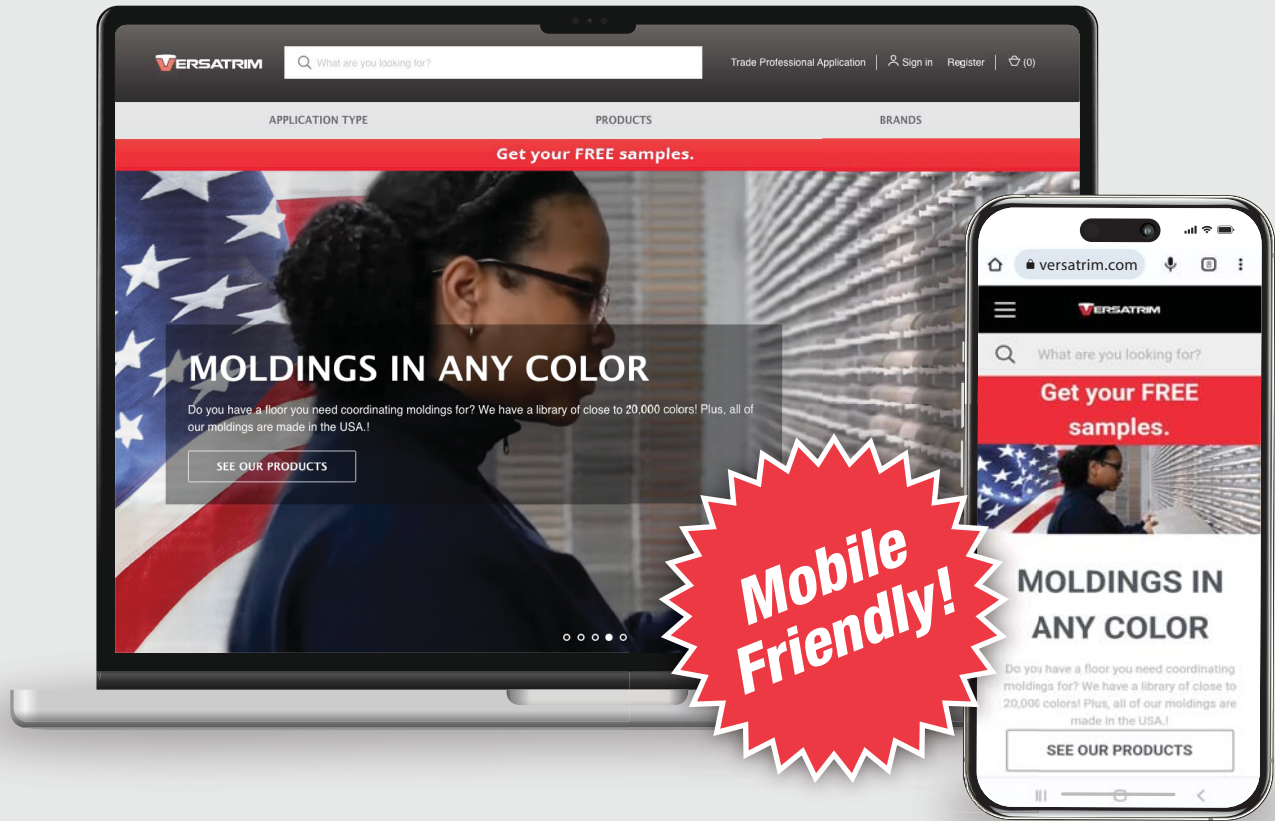 VERSATRIM
What are you looking for?
Trade Professional Application
Sign in
Register
(0)
APPLICATION TYPE
PRODUCTS
BRANDS
Get your FREE samples.
MOLDINGS IN ANY COLOR
Do you have a floor you need coordinating moldings for? We have a library of close to 20,000 colors! Plus, all of
our moldings are made in the USA.!
SEE OUR PRODUCTS
Mobile
Friendly!
versatrim.com
8
VERSATRIM
What are you looking for?
Get your FREE
samples.
MOLDINGS IN
ANY COLOR
Do you have a floor you need coordinating
moldings for? We have a library of close to
20,000 colors! Plus, all of our moldings are
made in the USA.!
SEE OUR PRODUCTS